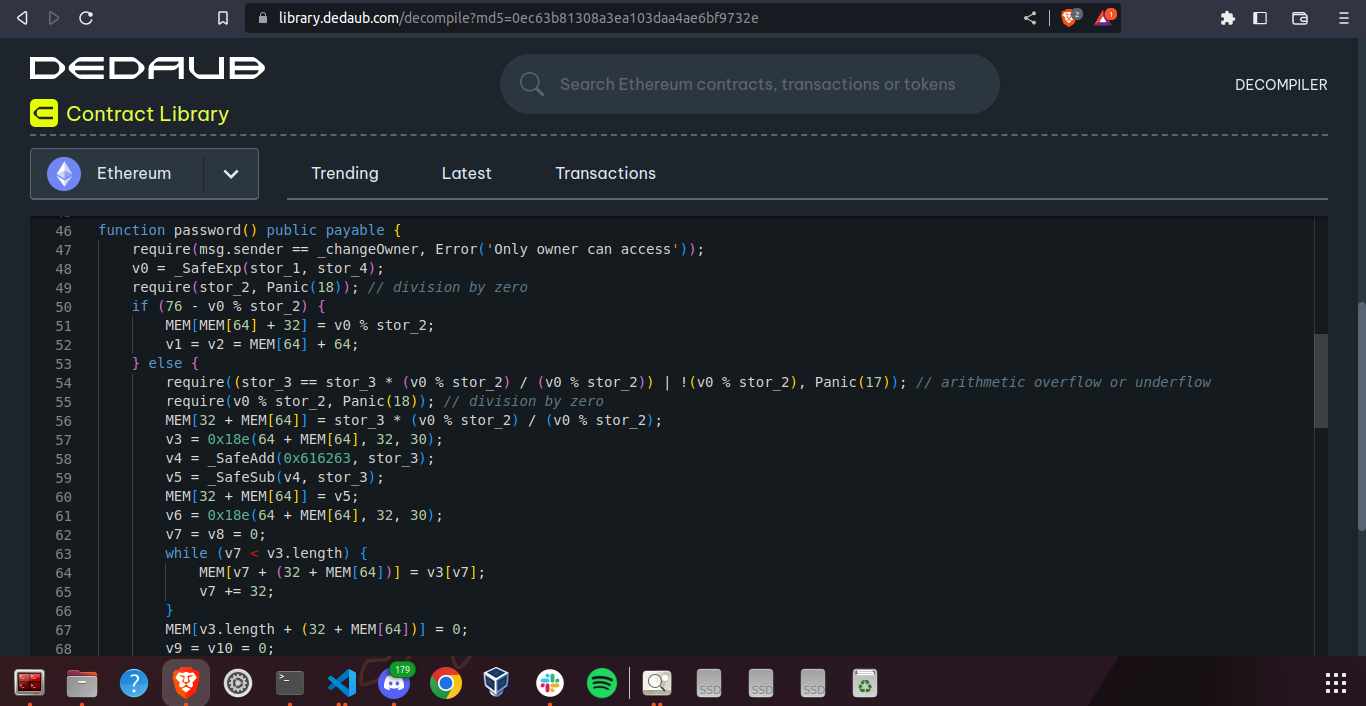 library.dedaub.com/decompile?md5=0ec63b81308a3ea103daa4ae6bf9732e
2
1
DEDAUB
Search Ethereum contracts, transactions or tokens
DECOMPILER
Contract Library
Ethereum
Trending
Latest
Transactions
46 function password() public payable {
47 require(msg.sender == _changeOwner, Error('Only owner can access'));
48 v0 = _SafeExp(stor_1, stor_4);
49 require(stor_2, Panic(18)); // division by zero
50 if (76 - v0 % stor_2) {
51 MEM[MEM[64] + 32] = v0 % stor_2;
52 v1 = v2 = MEM[64] + 64;
53 } else {
54 require((stor_3 == stor_3 * (v0 % stor_2) / (v0 % stor_2)) | !(v0 % stor_2), Panic(17)); // arithmetic overflow or underflow
55 require(v0 % stor_2, Panic(18)); // division by zero
56 MEM[32 + MEM[64]] = stor_3 * (v0 % stor_2) / (v0 % stor_2);
57 v3 = 0x18e(64 + MEM[64], 32, 30);
58 v4 = _SafeAdd(0x616263, stor_3);
59 v5 = _SafeSub(v4, stor_3);
60 MEM[32 + MEM[64]] = v5;
61 v6 = 0x18e(64 + MEM[64], 32, 30);
62 v7 = v8 = 0;
63 while (v7 < v3.length) {
64 MEM[v7 + (32 + MEM[64])] = v3[v7];
65 v7 += 32;
66 }
67 MEM[v3.length + (32 + MEM[64])] = 0;
68 v9 = v10 = 0;
179
SSD
SSD
SSD